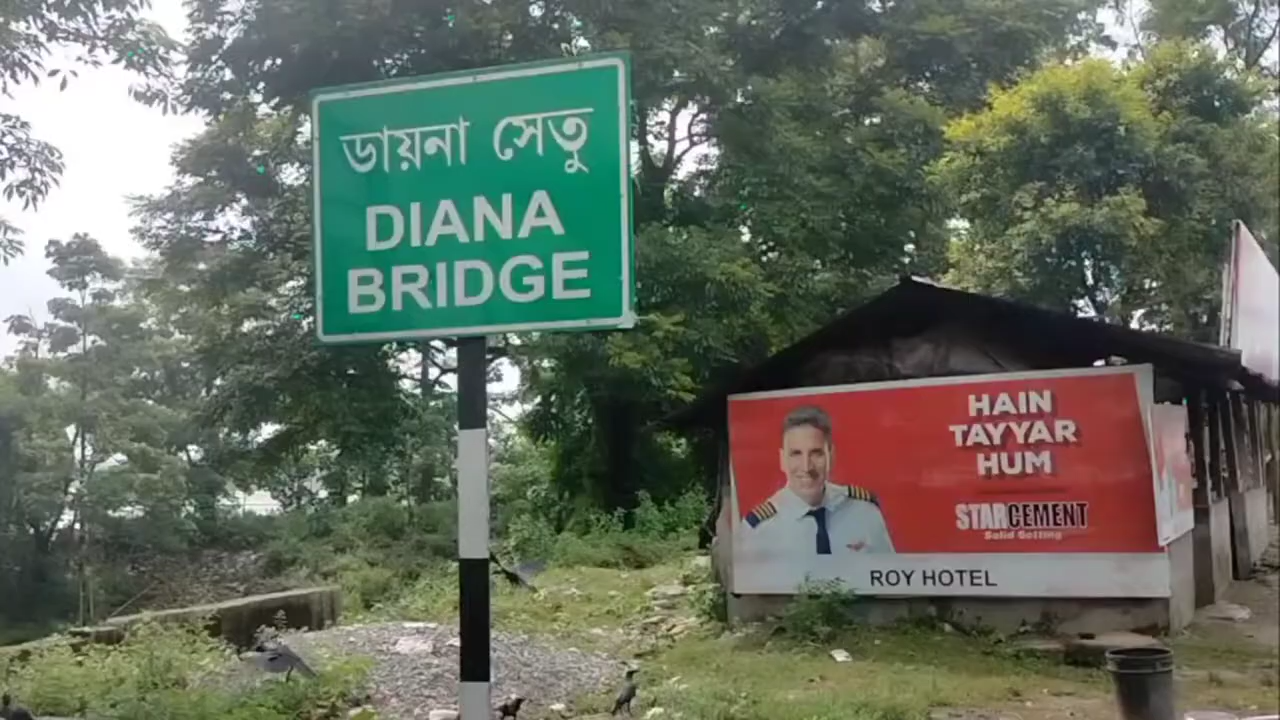 ডায়না সেতু
DIANA
BRIDGE
HAIN
TAYYAR
HUM
STARCEMENT
Solid Setting
ROY HOTEL